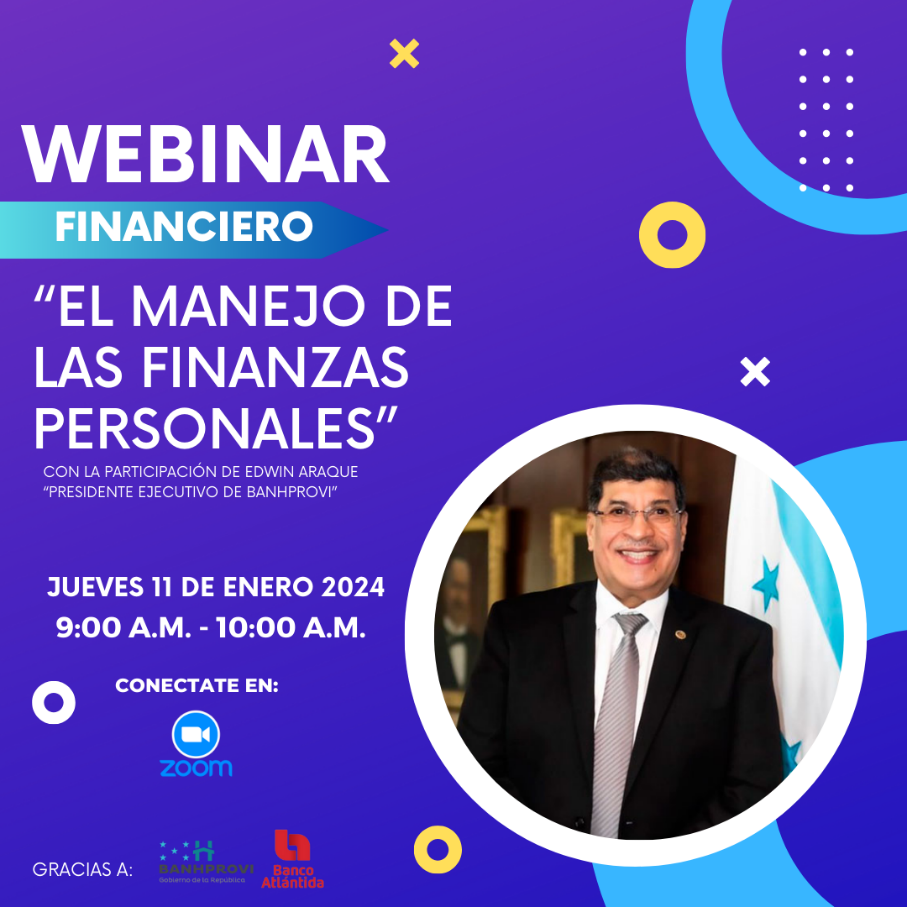 WEBINAR
FINANCIERO
“EL MANEJO DE
LAS FINANZAS
PERSONALES”
CON LA PARTICIPACIÓN DE EDWIN ARAQUE
“PRESIDENTE EJECUTIVO DE BANHPROVI”
JUEVES 11 DE ENERO 2024
9:00 A.M. - 10:00 A.M.
CONECTATE EN:
zoom
GRACIAS A:
BANHPROVI
Gobierno de la República
Banco
Atlántida